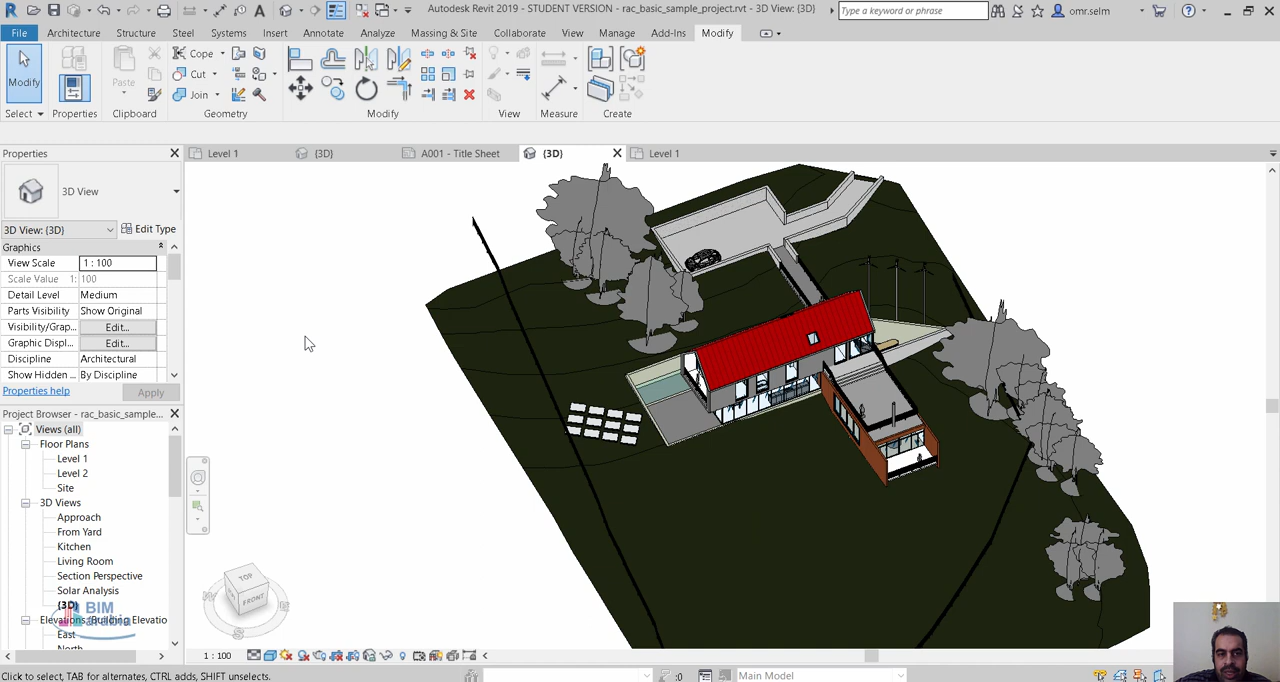 Autodesk Revit 2019 - STUDENT VERSION - rac_basic_sample_project.rvt - 3D View: {3D}
Type a keyword or phrase
omr.selm
File Architecture Structure Steel Systems Insert Annotate Analyze Massing & Site Collaborate View Manage Add-Ins Modify
Modify
Paste
Cope
Cut
Join
Select Properties Clipboard Geometry Modify View Measure Create
Properties
Level 1
{3D}
A001 - Title Sheet
{3D}
Level 1
3D View
3D View: {3D}
Edit Type
Graphics
View Scale 1 : 100
Scale Value 1: 100
Detail Level Medium
Parts Visibility Show Original
Visibility/Grap... Edit...
Graphic Displ... Edit...
Discipline Architectural
Show Hidden By Discipline
Properties help
Apply
Project Browser - rac_basic_sample...
Views (all)
Floor Plans
Level 1
Level 2
Site
3D Views
Approach
From Yard
Kitchen
Living Room
Section Perspective
Solar Analysis
{3D}
Elevations (Building Elevatio
East
North
BIM
arabia
TOP
FRONT
W
E
S
1 : 100
Click to select, TAB for alternates, CTRL adds, SHIFT unselects.
:0
Main Model